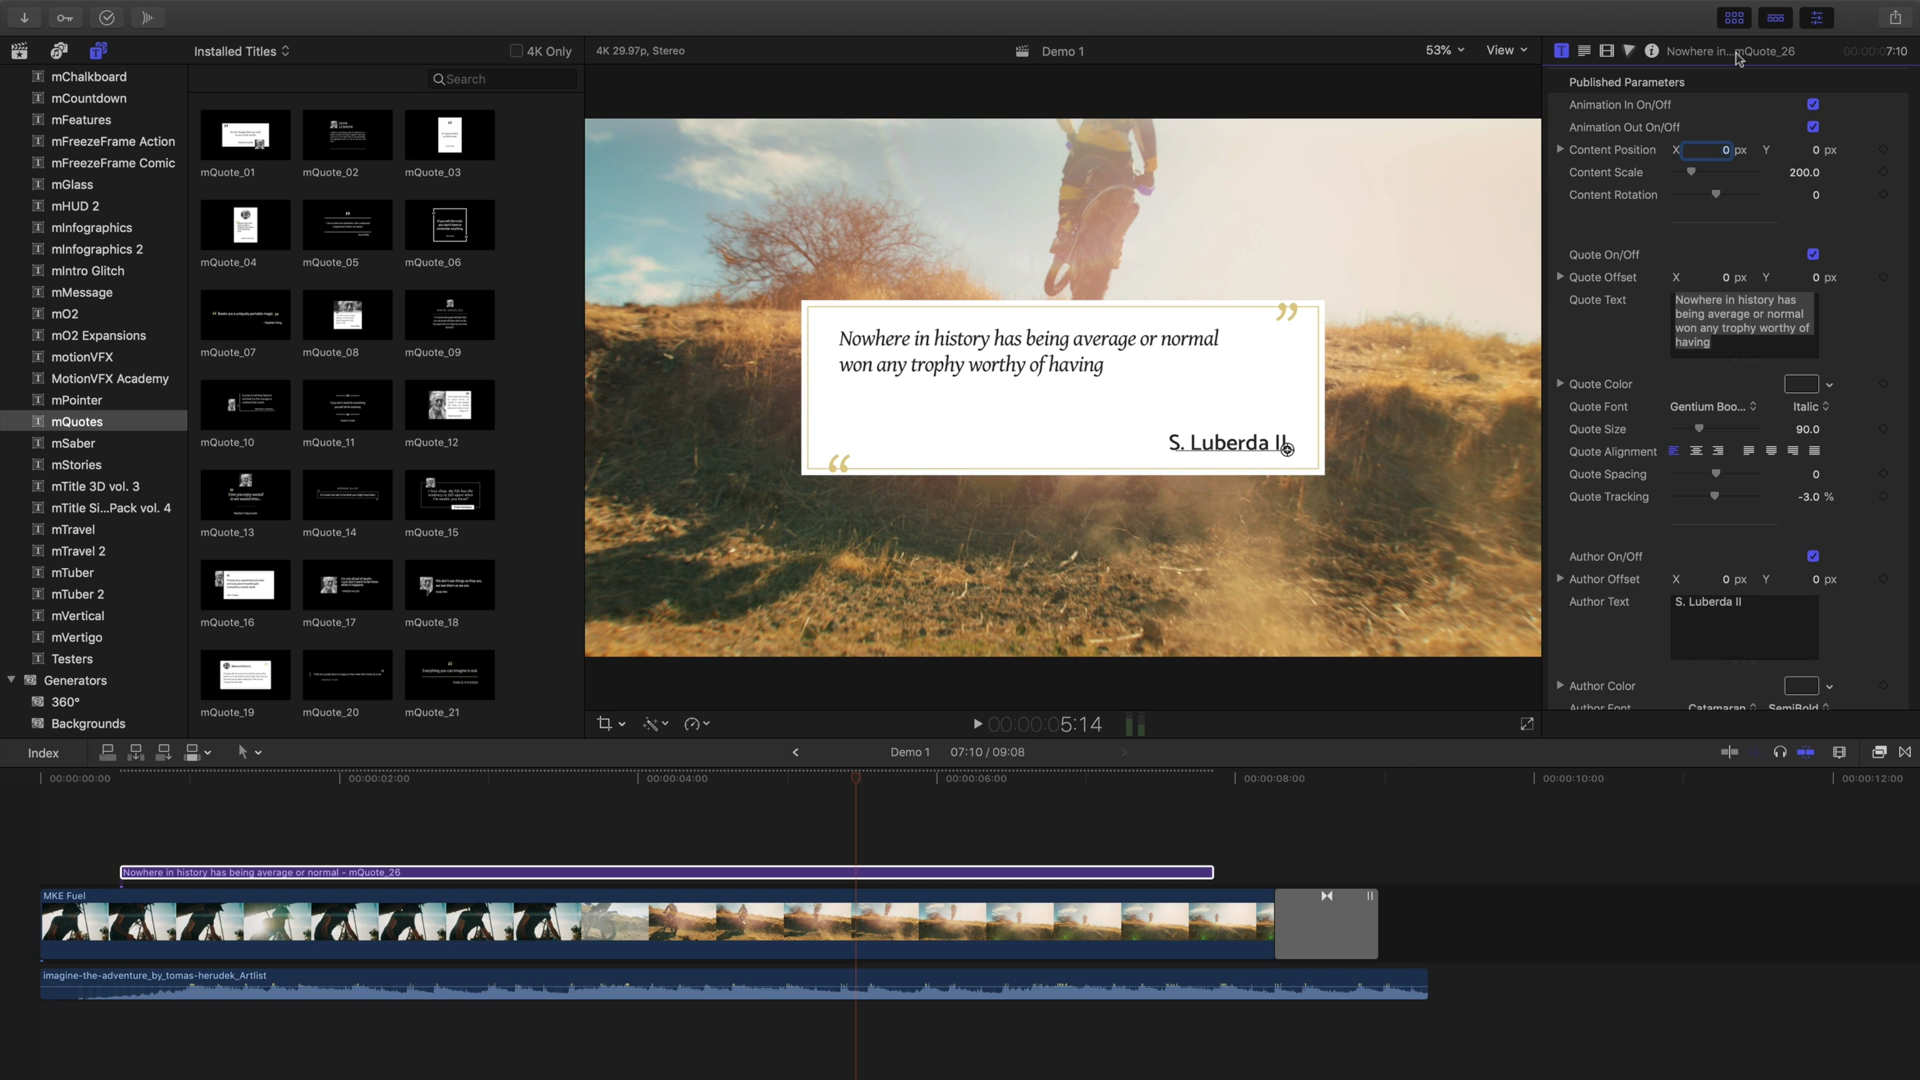 Installed Titles
4K Only
4K 29.97p, Stereo
Demo 1
53%
View
Nowhere in...mQuote_26
00:00:07:10
Search
mChalkboard
mCountdown
mFeatures
mFreezeFrame Action
mFreezeFrame Comic
mGlass
mHUD 2
mInfographics
mInfographics 2
mIntro Glitch
mMessage
mO2
mO2 Expansions
motionVFX
MotionVFX Academy
mPointer
mQuotes
mSaber
mStories
mTitle 3D vol. 3
mTitle Si...Pack vol. 4
mTravel
mTravel 2
mTuber
mTuber 2
mVertical
mVertigo
Testers
Generators
360°
Backgrounds
mQuote_01
mQuote_02
mQuote_03
mQuote_04
mQuote_05
mQuote_06
mQuote_07
mQuote_08
mQuote_09
mQuote_10
mQuote_11
mQuote_12
mQuote_13
mQuote_14
mQuote_15
mQuote_16
mQuote_17
mQuote_18
mQuote_19
mQuote_20
mQuote_21
”
Nowhere in history has being average or normal
won any trophy worthy of having
S. Luberda II
“
Published Parameters
Animation In On/Off
Animation Out On/Off
Content Position X 0 px Y 0 px
Content Scale 200.0
Content Rotation 0
Quote On/Off
Quote Offset X 0 px Y 0 px
Quote Text
Nowhere in history has
being average or normal
won any trophy worthy of
having
Quote Color
Quote Font Gentium Boo... Italic
Quote Size 90.0
Quote Alignment
Quote Spacing 0
Quote Tracking -3.0 %
Author On/Off
Author Offset X 0 px Y 0 px
Author Text S. Luberda II
Author Color
Author Font Catamaran SemiBold
00:00:05:14
Index
Demo 1 07:10 / 09:08
00:00:00:00
00:00:02:00
00:00:04:00
00:00:06:00
00:00:08:00
00:00:10:00
00:00:12:00
Nowhere in history has being average or normal - mQuote_26
MKE Fuel
imagine-the-adventure_by_tomas-herudek_Artlist